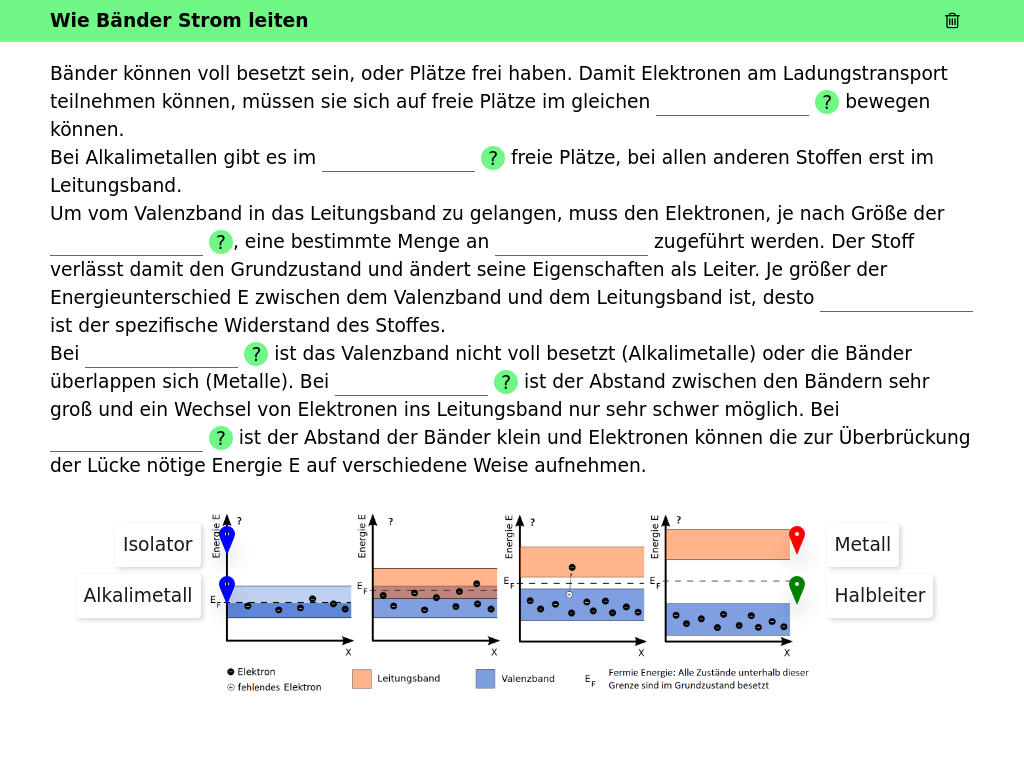 Wie Bänder Strom leiten
Bänder können voll besetzt sein, oder Plätze frei haben. Damit Elektronen am Ladungstransport
teilnehmen können, müssen sie sich auf freie Plätze im gleichen ? bewegen
können.
Bei Alkalimetallen gibt es im ? freie Plätze, bei allen anderen Stoffen erst im
Leitungsband.
Um vom Valenzband in das Leitungsband zu gelangen, muss den Elektronen, je nach Größe der
?, eine bestimmte Menge an zugeführt werden. Der Stoff
verlässt damit den Grundzustand und ändert seine Eigenschaften als Leiter. Je größer der
Energieunterschied E zwischen dem Valenzband und dem Leitungsband ist, desto
ist der spezifische Widerstand des Stoffes.
Bei ? ist das Valenzband nicht voll besetzt (Alkalimetalle) oder die Bänder
überlappen sich (Metalle). Bei ? ist der Abstand zwischen den Bändern sehr
groß und ein Wechsel von Elektronen ins Leitungsband nur sehr schwer möglich. Bei
? ist der Abstand der Bänder klein und Elektronen können die zur Überbrückung
der Lücke nötige Energie E auf verschiedene Weise aufnehmen.
Isolator
Alkalimetall
Energie E ? E_F X
Energie E ? E_F X
Energie E ? E_F X
Energie E ? E_F X
Metall
Halbleiter
Elektron
fehlendes Elektron
Leitungsband
Valenzband
E_F
Fermie Energie: Alle Zustände unterhalb dieser
Grenze sind im Grundzustand besetzt